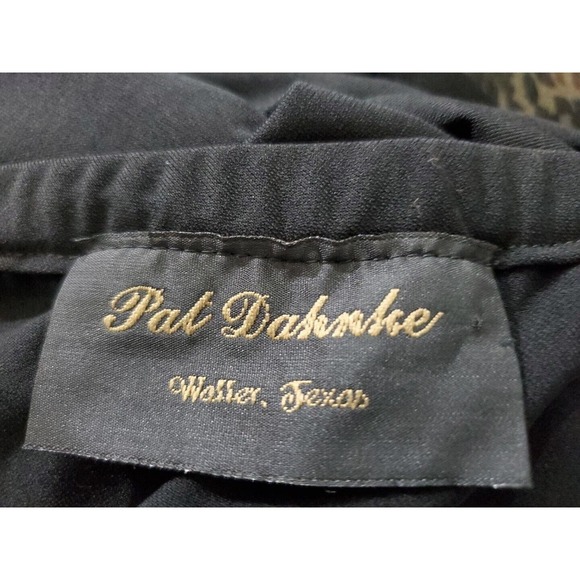 Pat Dahnke
Waller, Texas